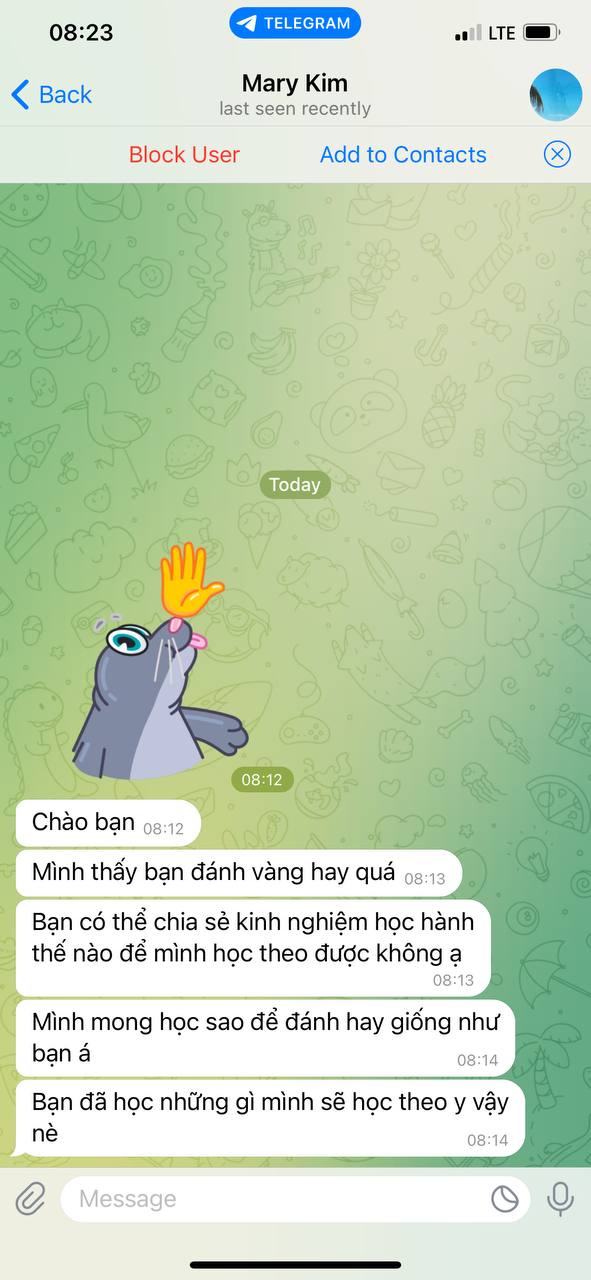 08:23
TELEGRAM
LTE
Back
Mary Kim
last seen recently
Block User
Add to Contacts
Today
08:12
Chào bạn 08:12
Mình thấy bạn đánh vàng hay quá 08:13
Bạn có thể chia sẻ kinh nghiệm học hành
thế nào để mình học theo được không ạ
08:13
Mình mong học sao để đánh hay giống như
bạn á 08:14
Bạn đã học những gì mình sẽ học theo y vậy
nè 08:14
Message